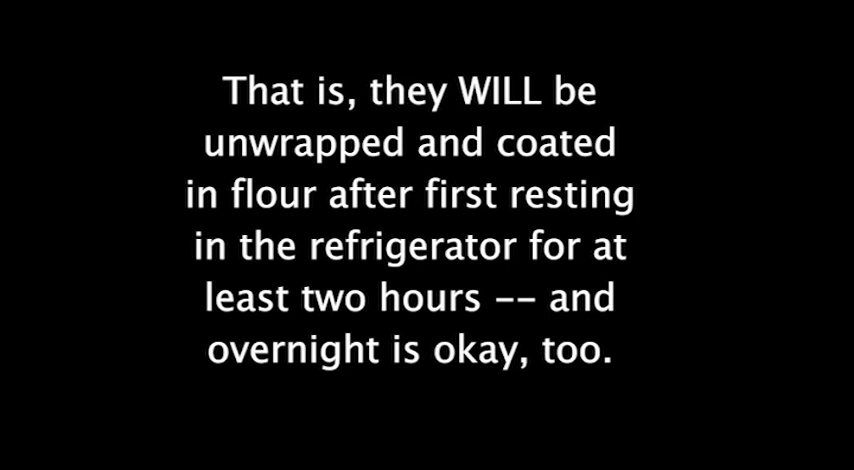 That is, they WILL be
unwrapped and coated
in flour after first resting
in the refrigerator for at
least two hours -- and
overnight is okay, too.